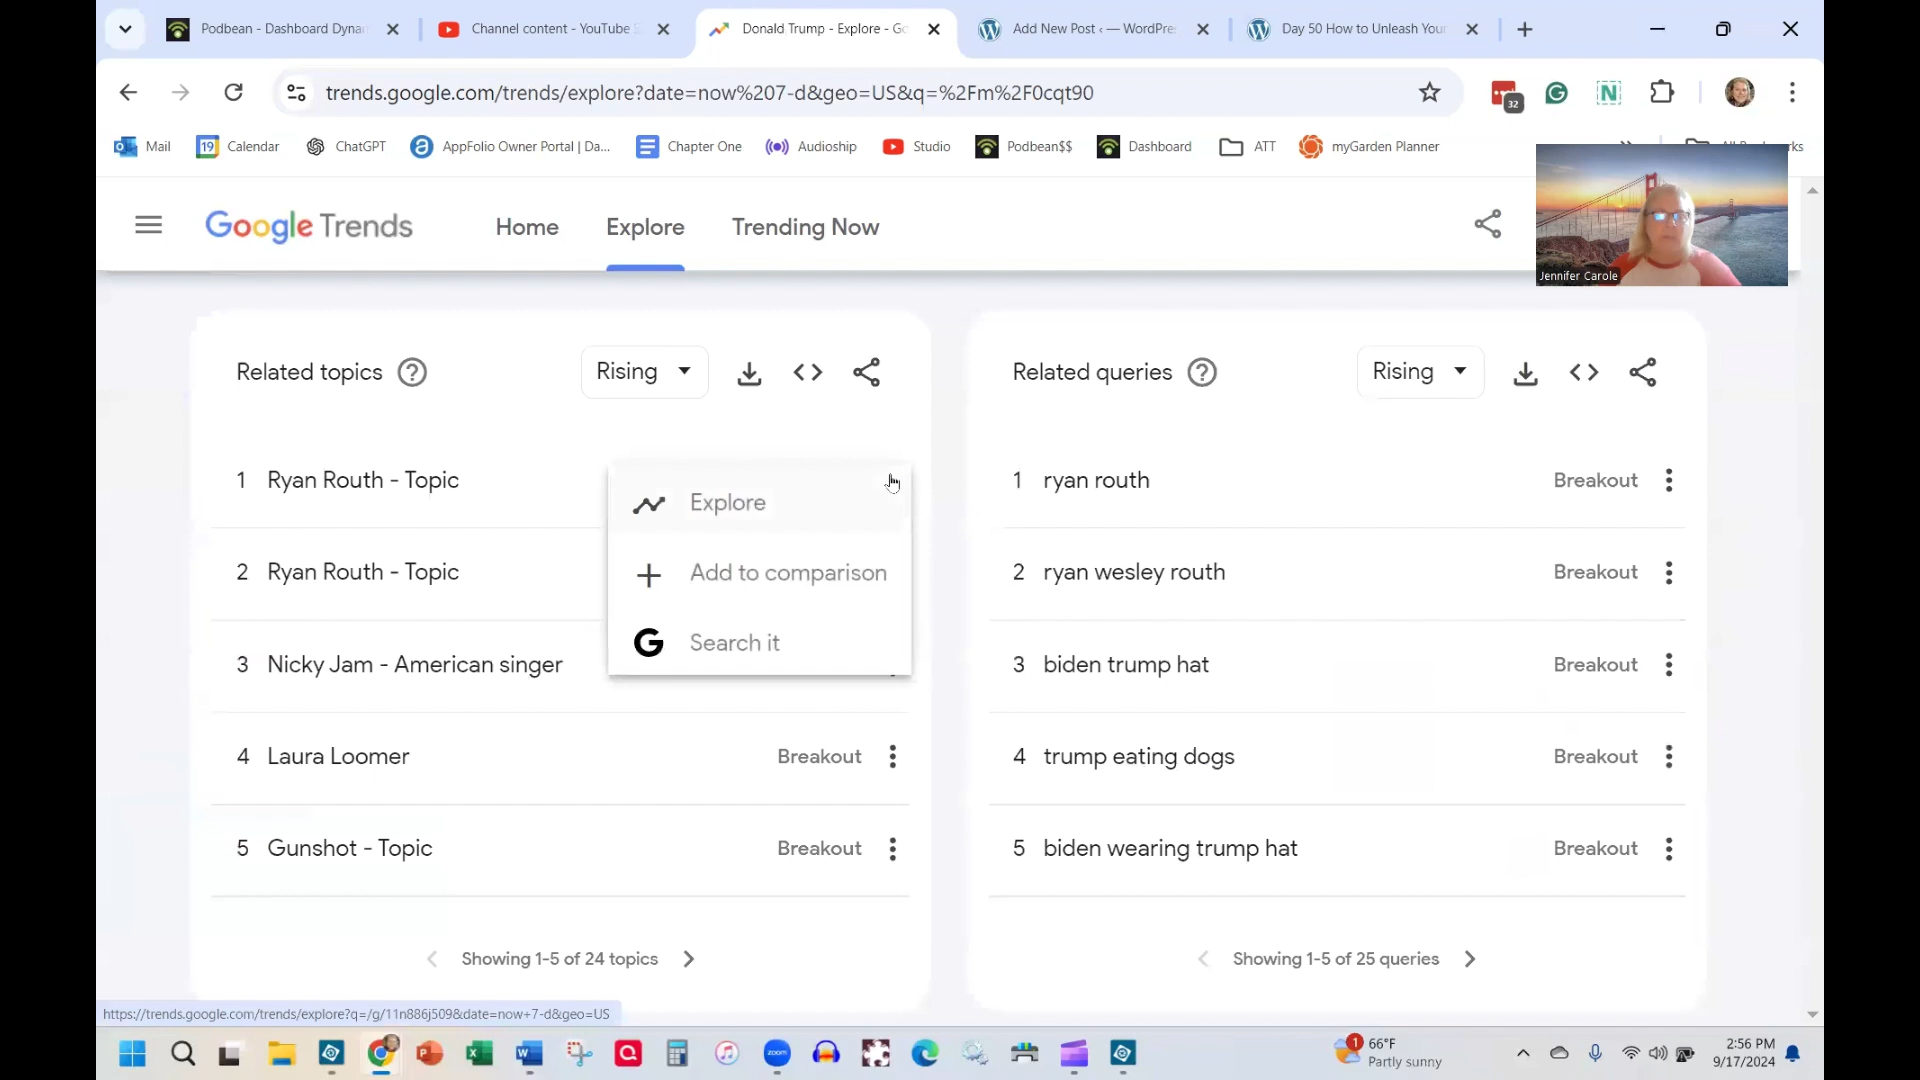 Podbean - Dashboard Dynam
Channel content - YouTube S
Donald Trump - Explore - Go
Add New Post ‹ — WordPres
Day 50 How to Unleash Your
trends.google.com/trends/explore?date=now%207-d&geo=US&q=%2Fm%2F0cqt90
32
Mail
19
Calendar
ChatGPT
AppFolio Owner Portal | Da...
Chapter One
Audioship
Studio
Podbean$$
Dashboard
ATT
myGarden Planner
Google Trends
Home
Explore
Trending Now
Jennifer Carole
Related topics
Rising
Related queries
Rising
1 Ryan Routh - Topic
2 Ryan Routh - Topic
3 Nicky Jam - American singer
4 Laura Loomer Breakout
5 Gunshot - Topic Breakout
Explore
Add to comparison
Search it
Showing 1-5 of 24 topics
1 ryan routh Breakout
2 ryan wesley routh Breakout
3 biden trump hat Breakout
4 trump eating dogs Breakout
5 biden wearing trump hat Breakout
Showing 1-5 of 25 queries
https://trends.google.com/trends/explore?q=/g/11n886j509&date=now+7-d&geo=US
zoom
1
66°F
Partly sunny
2:56 PM
9/17/2024